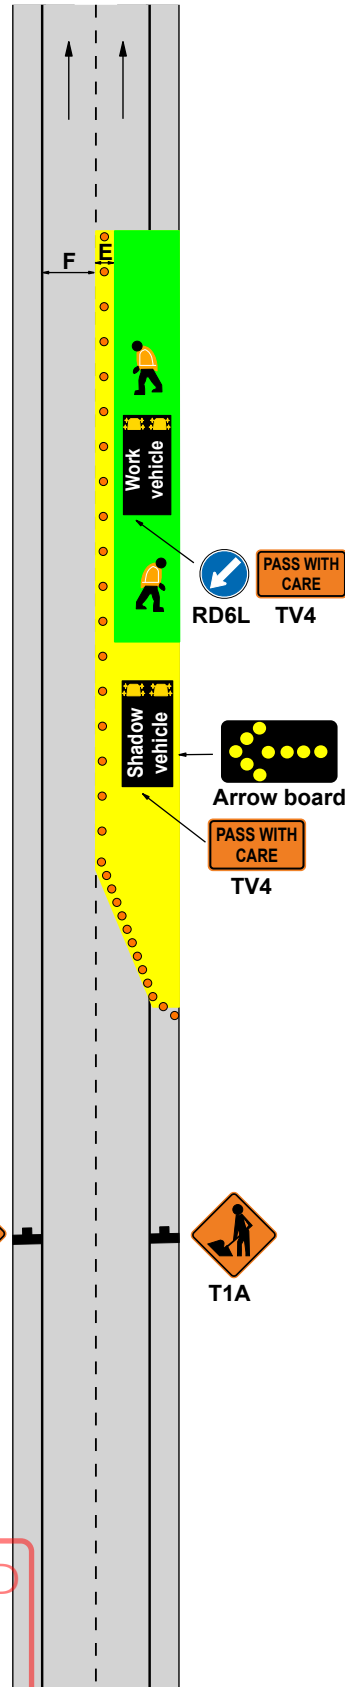 E
F
Work
vehicle
PASS WITH
CARE
RD6L
TV4
Shadow
vehicle
Arrow board
PASS WITH
CARE
TV4
T1A